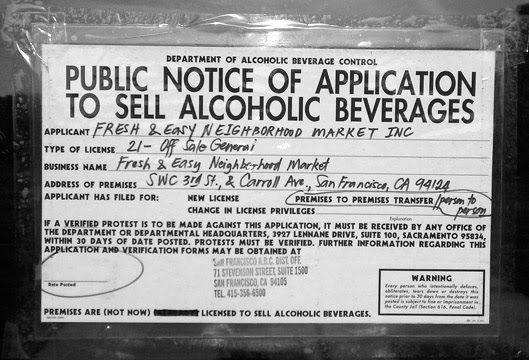 DEPARTMENT OF ALCOHOLIC BEVERAGE CONTROL
PUBLIC NOTICE OF APPLICATION
TO SELL ALCOHOLIC BEVERAGES
APPLICANT FRESH & EASY NEIGHBORHOOD MARKET INC
TYPE OF LICENSE 21- Off Sale General
BUSINESS NAME Fresh & Easy Neighborhood Market
ADDRESS OF PREMISES SWC 3rd St., & Carroll Ave., San Francisco, CA 94124
APPLICANT HAS FILED FOR: NEW LICENSE PREMISES TO PREMISES TRANSFER/person to person
CHANGE IN LICENSE PRIVILEGES
Explanation
IF A VERIFIED PROTEST IS TO BE MADE AGAINST THIS APPLICATION, IT MUST BE RECEIVED BY ANY OFFICE OF
THE DEPARTMENT OR DEPARTMENTAL HEADQUARTERS, 3927 LENNANE DRIVE, SUITE 100, SACRAMENTO 95834,
WITHIN 30 DAYS OF DATE POSTED. PROTESTS MUST BE VERIFIED. FURTHER INFORMATION REGARDING THIS
APPLICATION AND VERIFICATION FORMS MAY BE OBTAINED AT
SAN FRANCISCO A.B.C. DIST. OFF.
71 STEVENSON STREET, SUITE 1500
SAN FRANCISCO, CA 94105
TEL. 415-356-6500
Date Posted
WARNING
Every person who intentionally defaces,
obliterates, tears down or destroys this
notice prior to 30 days from the date it was
posted is subject to fine or imprisonment in
the County Jail (Section 616, Penal Code).
PREMISES ARE (NOT NOW) LICENSED TO SELL ALCOHOLIC BEVERAGES.